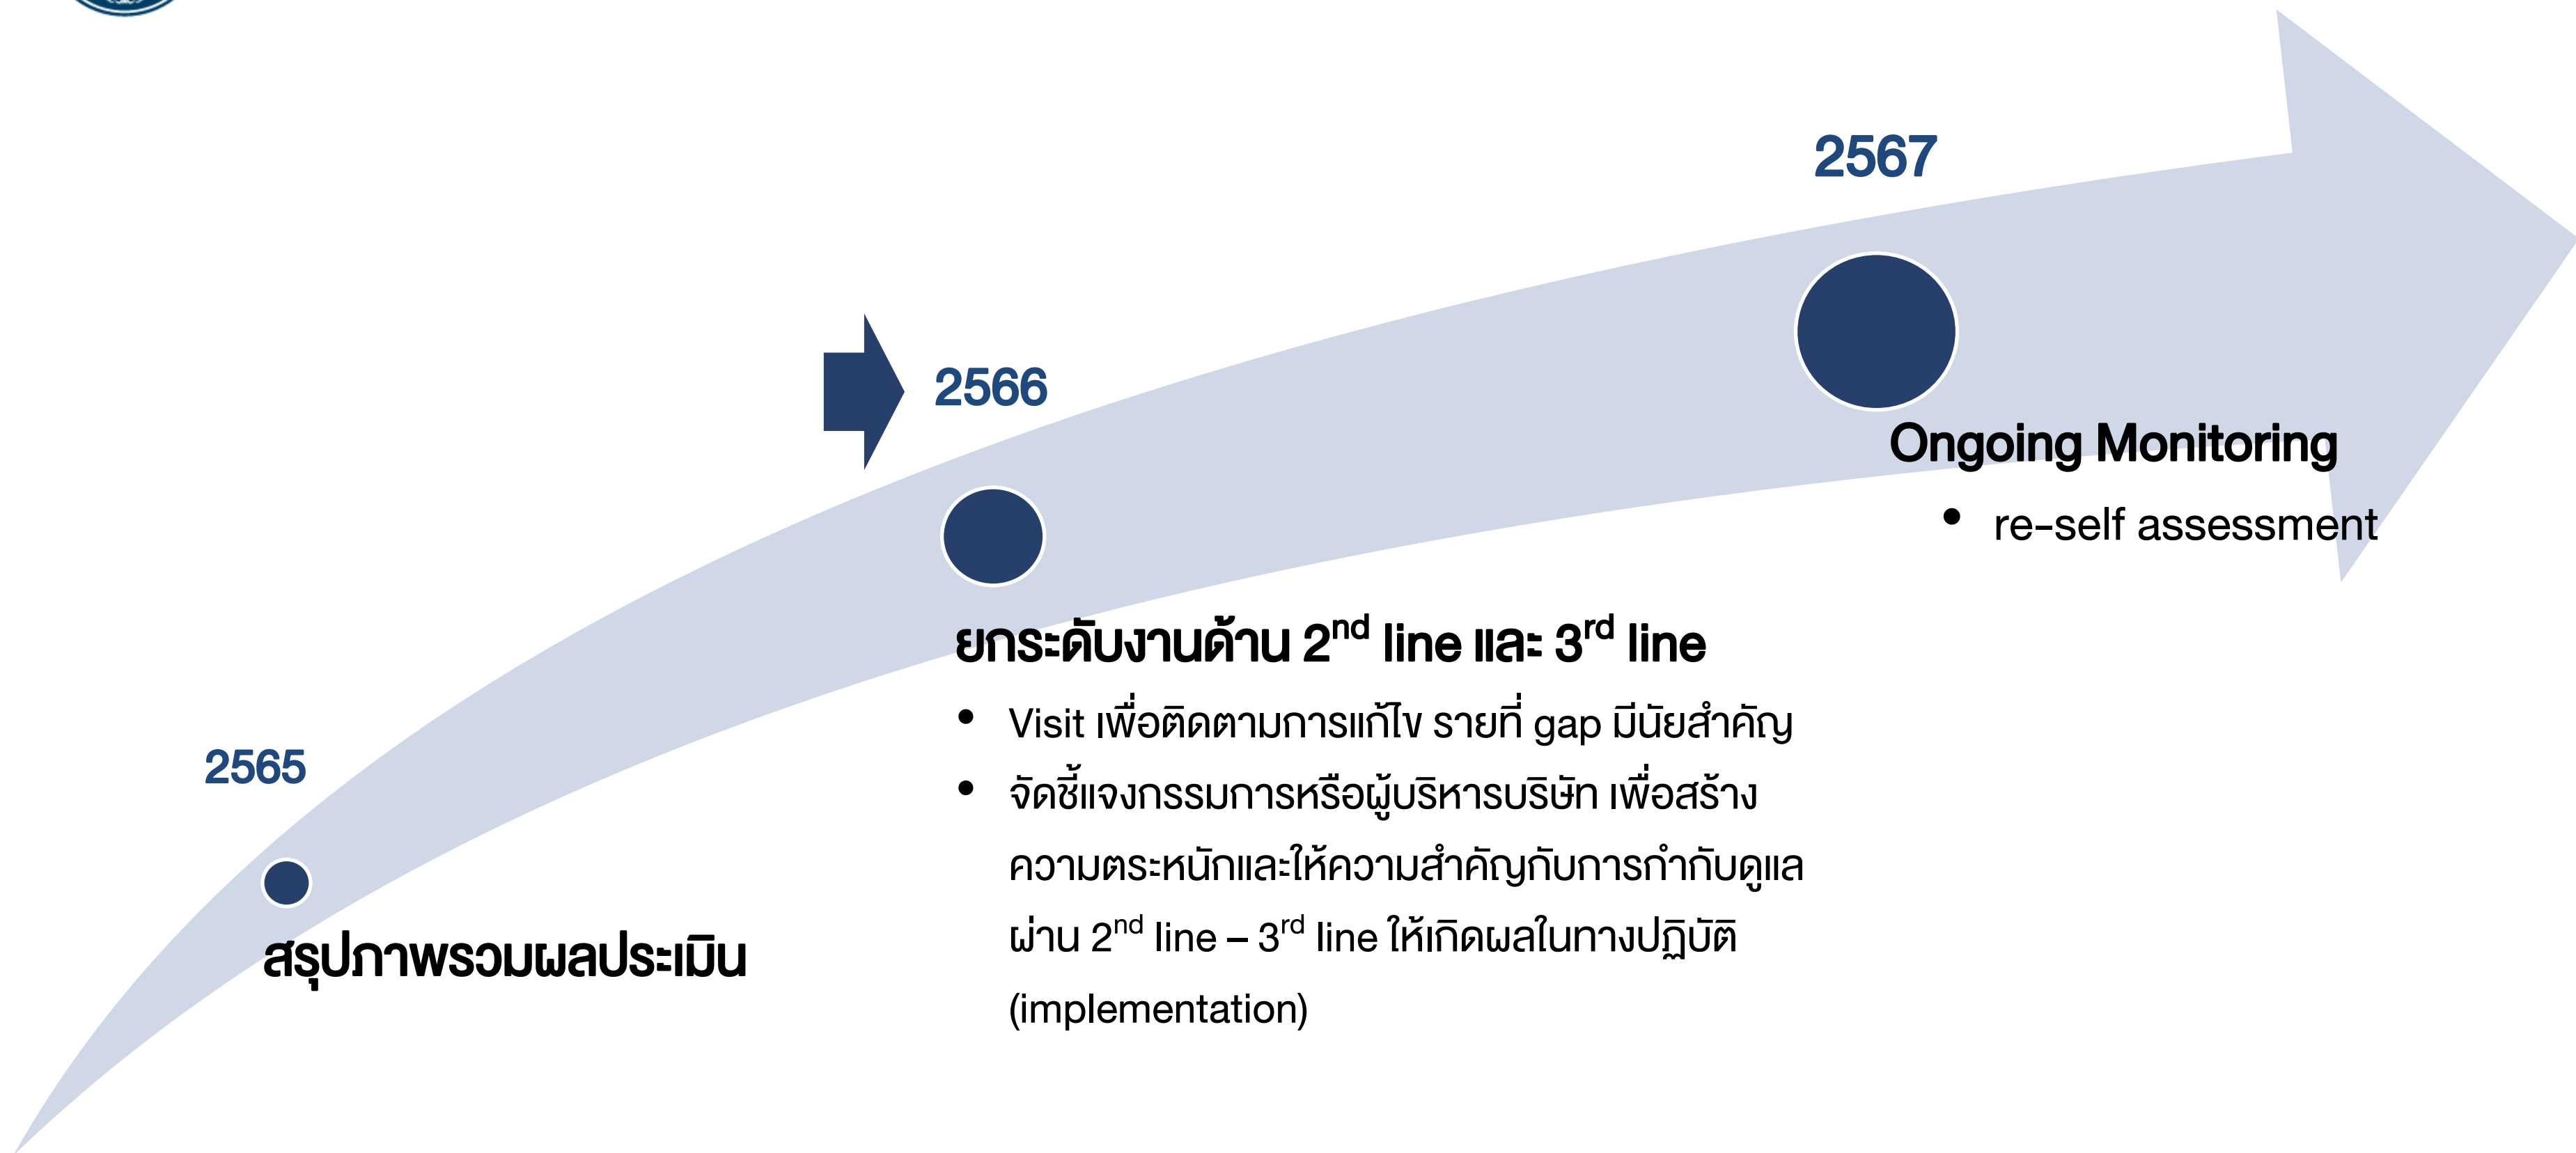 2565
สรุปภาพรวมผลประเมิน
2566
ยกระดับงานด้าน 2nd line และ 3rd line
• Visit เพื่อติดตามการแก้ไข รายที่ gap มีนัยสำคัญ
• จัดชี้แจงกรรมการหรือผู้บริหารบริษัท เพื่อสร้าง
ความตระหนักและให้ความสำคัญกับการกำกับดูแล
ผ่าน 2nd line – 3rd line ให้เกิดผลในทางปฏิบัติ
(implementation)
2567
Ongoing Monitoring
• re-self assessment